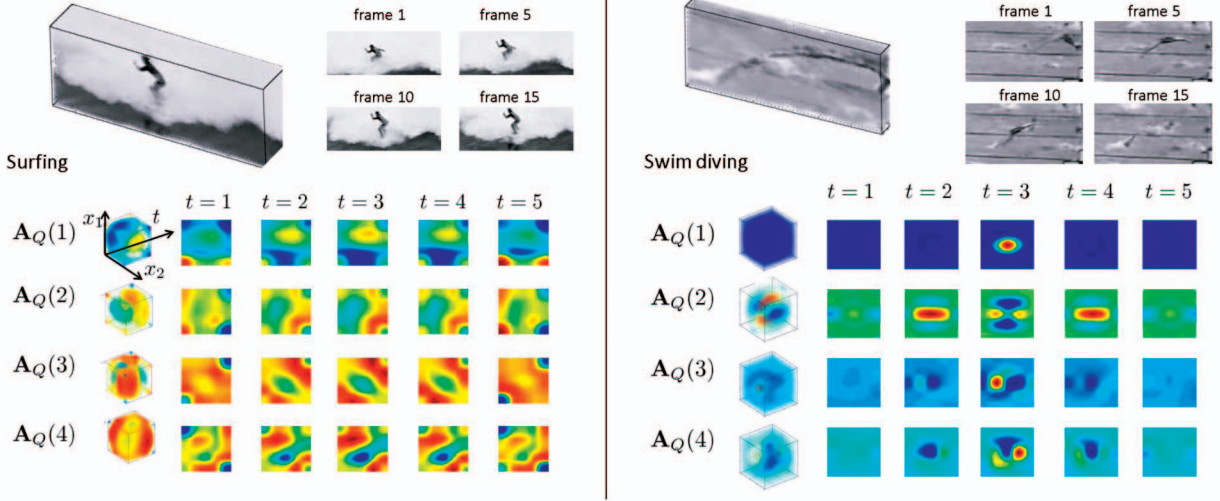 frame 1 frame 5
frame 10 frame 15
Surfing
t = 1 t = 2 t = 3 t = 4 t = 5
A_Q(1) x_1 t x_2
A_Q(2)
A_Q(3)
A_Q(4)
frame 1 frame 5
frame 10 frame 15
Swim diving
t = 1 t = 2 t = 3 t = 4 t = 5
A_Q(1)
A_Q(2)
A_Q(3)
A_Q(4)